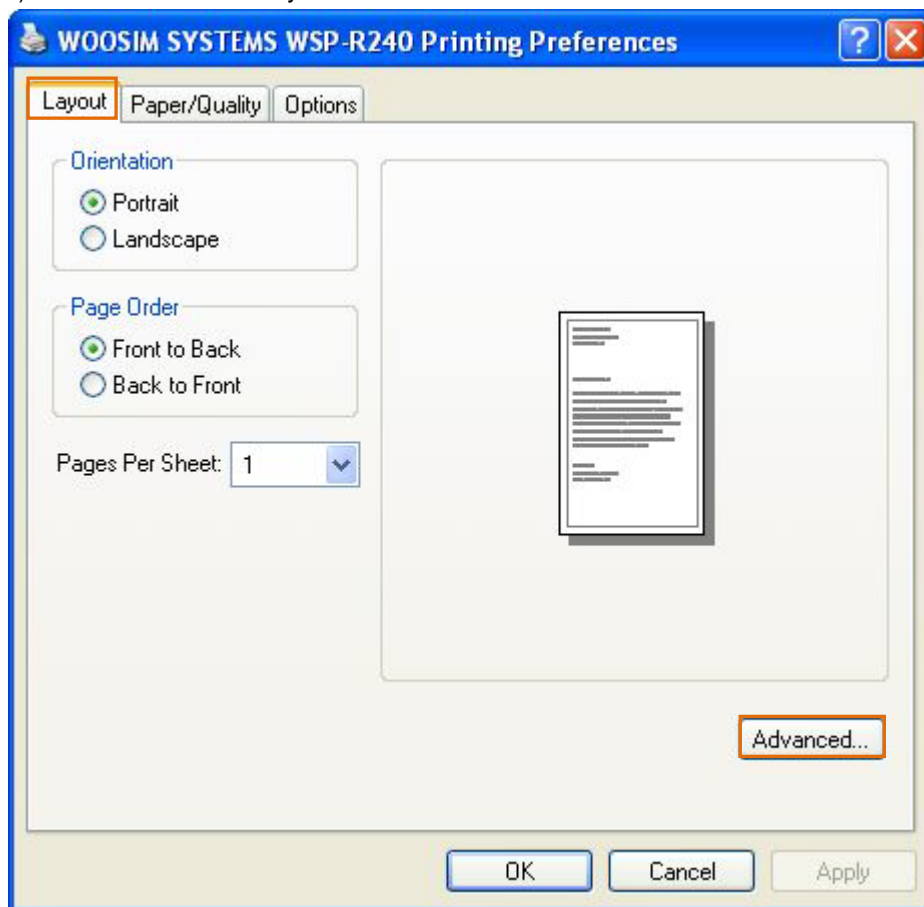 WOOSIM SYSTEMS WSP-R240 Printing Preferences
Layout Paper/Quality Options
Orientation
Portrait
Landscape
Page Order
Front to Back
Back to Front
Pages Per Sheet: 1
Advanced...
OK Cancel Apply